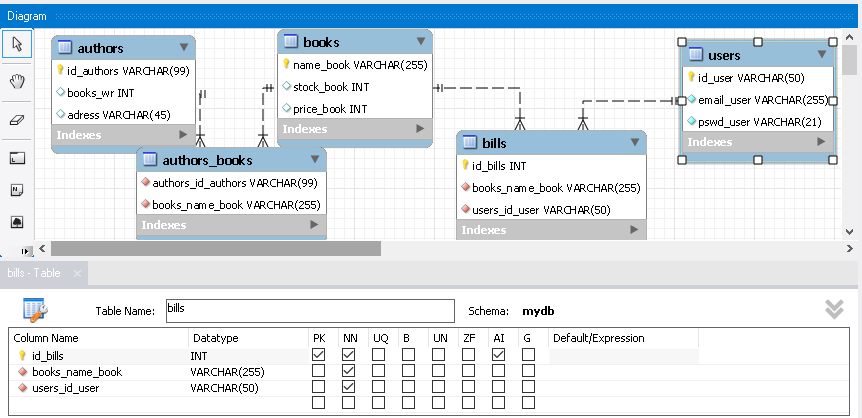 Diagram
authors
id_authors VARCHAR(99)
books_wr INT
adress VARCHAR(45)
Indexes
books
name_book VARCHAR(255)
stock_book INT
price_book INT
Indexes
users
id_user VARCHAR(50)
email_user VARCHAR(255)
pswd_user VARCHAR(21)
Indexes
authors_books
authors_id_authors VARCHAR(99)
books_name_book VARCHAR(255)
Indexes
bills
id_bills INT
books_name_book VARCHAR(255)
users_id_user VARCHAR(50)
Indexes
bills - Table
Table Name: bills Schema: mydb
Column Name Datatype PK NN UQ B UN ZF AI G Default/Expression
id_bills INT
books_name_book VARCHAR(255)
users_id_user VARCHAR(50)